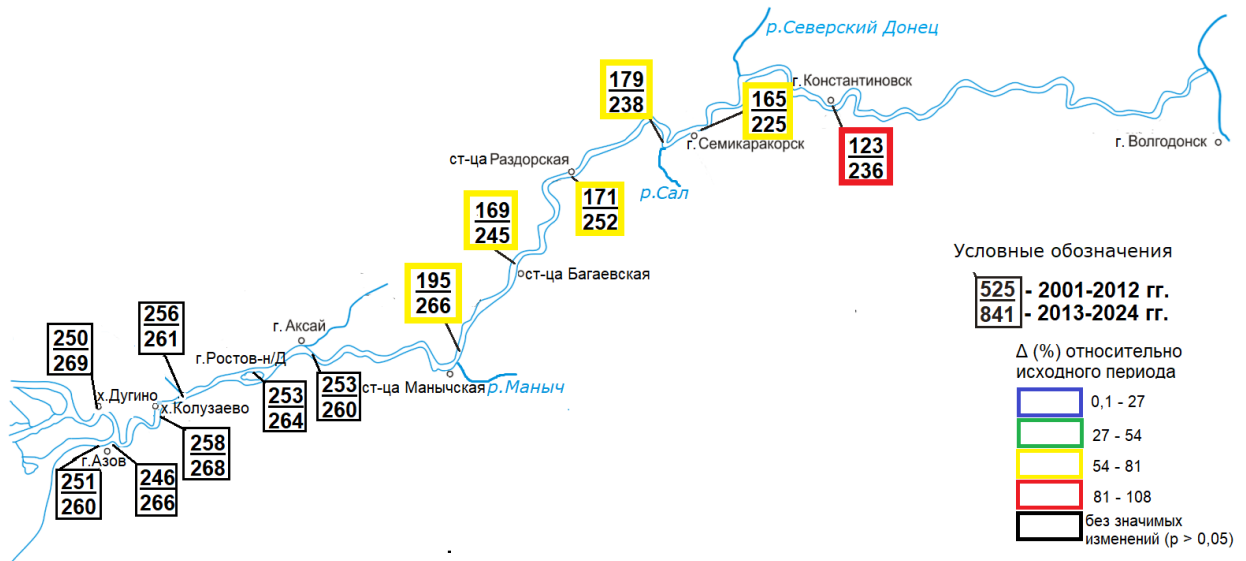 р.Северский Донец
179
238
165
225
г.Константиновск
г.Семикаракорск
г. Волгодонск
123
236
ст-ца Раздорская
р.Сал
171
252
169
245
ст-ца Багаевская
195
266
Условные обозначения
525 - 2001-2012 гг.
841 - 2013-2024 гг.
Δ (%) относительно
исходного периода
0,1 - 27
27 - 54
54 - 81
81 - 108
без значимых
изменений (p > 0,05)
256
261
250
269
г. Аксай
г.Ростов-н/Д
ст-ца Манычская
р.Маныч
253
260
253
264
х.Дугино
х.Колузаево
258
268
г.Азов
251
260
246
266